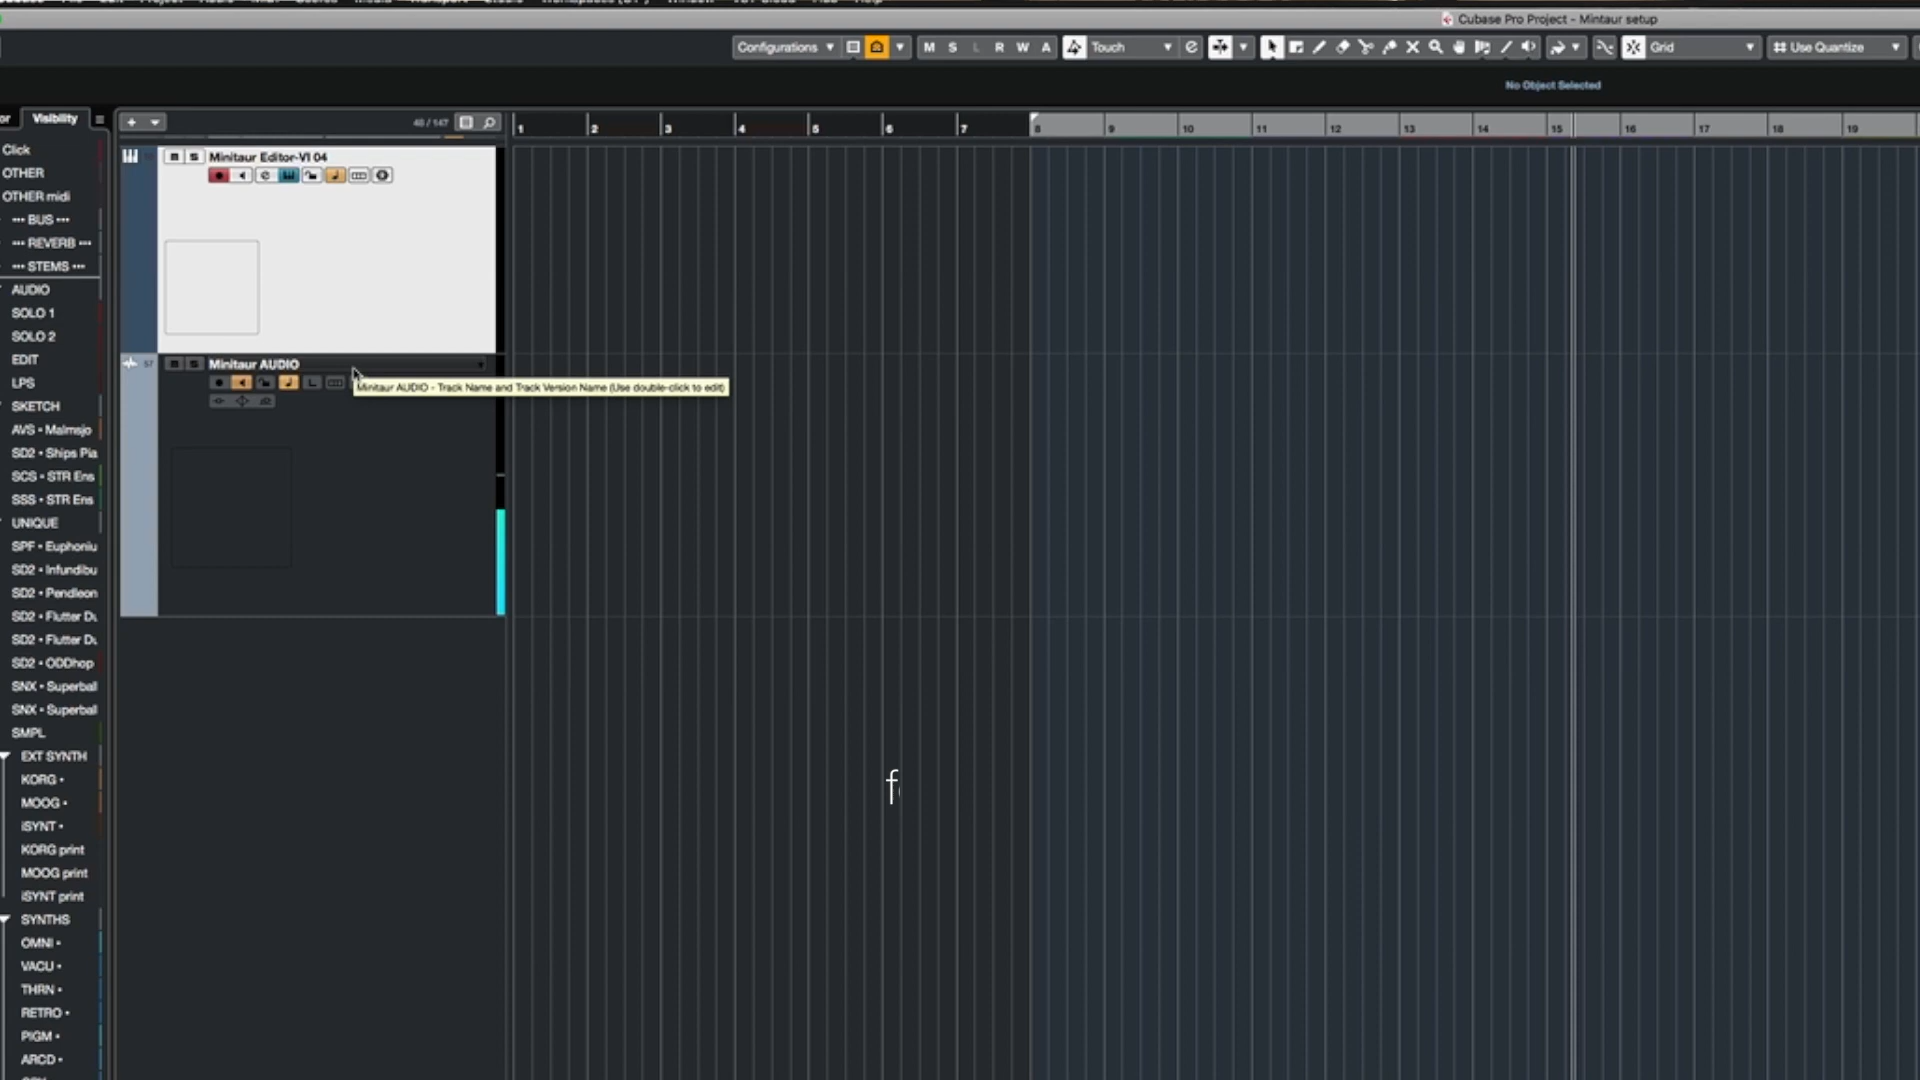 Cubase Pro Project - Mintaur setup
Configurations
M S L R W A
Touch
Grid
Use Quantize
No Object Selected
or
Visibility
48 / 147
1 2 3 4 5 6 7 8 9 10 11 12 13 14 15 16 17 18 19
Click
OTHER
OTHER midi
--- BUS ---
--- REVERB ---
--- STEMS ---
AUDIO
SOLO 1
SOLO 2
EDIT
LPS
SKETCH
AVS • Malmsjo
SD2 • Ships Pia
SCS • STR Ens
SSS • STR Ens
UNIQUE
SPF • Euphoniu
SD2 • Infundibu
SD2 • Pendleon
SD2 • Flutter Du
SD2 • Flutter Du
SD2 • ODDhop
SNX • Superball
SNX • Superball
SMPL
EXT SYNTH
KORG •
MOOG •
iSYNT •
KORG print
MOOG print
iSYNT print
SYNTHS
OMNI •
VACU •
THRN •
RETRO •
PIGM •
ARCD •
M S Minitaur Editor-VI 04
57 M S Minitaur AUDIO
L
Minitaur AUDIO - Track Name and Track Version Name (Use double-click to edit)
f